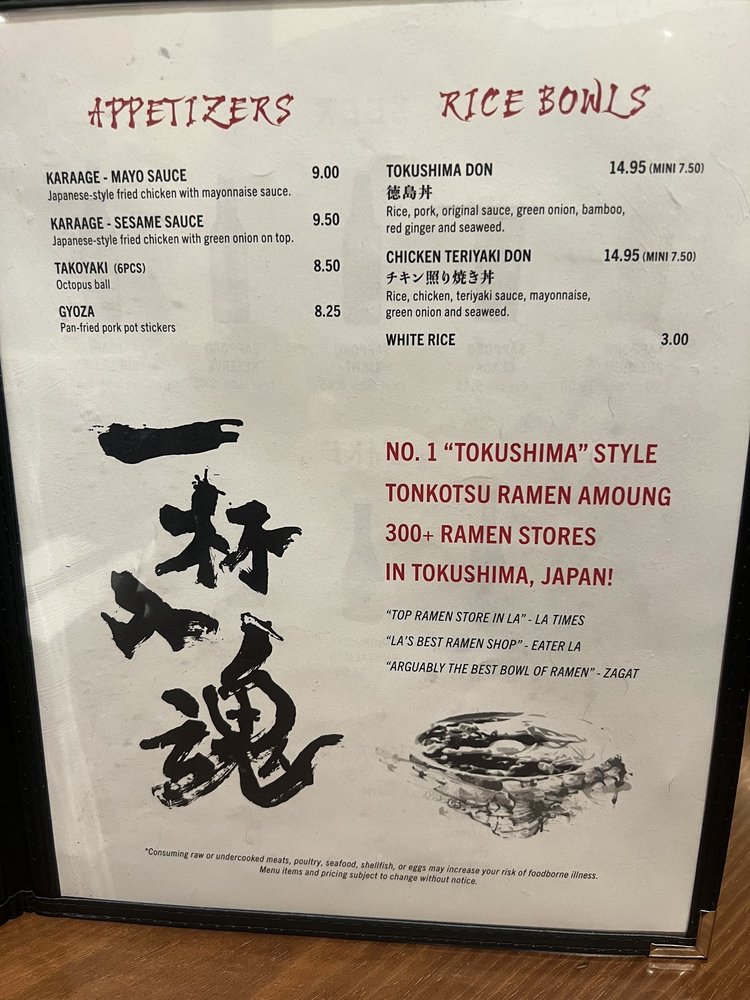 APPETIZERS
KARAAGE - MAYO SAUCE 9.00
Japanese-style fried chicken with mayonnaise sauce.
KARAAGE - SESAME SAUCE 9.50
Japanese-style fried chicken with green onion on top.
TAKOYAKI (6PCS) 8.50
Octopus ball
GYOZA 8.25
Pan-fried pork pot stickers
RICE BOWLS
TOKUSHIMA DON 14.95 (MINI 7.50)
徳島丼
Rice, pork, original sauce, green onion, bamboo,
red ginger and seaweed.
CHICKEN TERIYAKI DON 14.95 (MINI 7.50)
チキン照り焼き丼
Rice, chicken, teriyaki sauce, mayonnaise,
green onion and seaweed.
WHITE RICE 3.00
一
杯
入
魂
NO. 1 “TOKUSHIMA” STYLE
TONKOTSU RAMEN AMOUNG
300+ RAMEN STORES
IN TOKUSHIMA, JAPAN!
“TOP RAMEN STORE IN LA” - LA TIMES
“LA'S BEST RAMEN SHOP” - EATER LA
“ARGUABLY THE BEST BOWL OF RAMEN” - ZAGAT
*Consuming raw or undercooked meats, poultry, seafood, shellfish, or eggs may increase your risk of foodborne illness.
Menu items and pricing subject to change without notice.